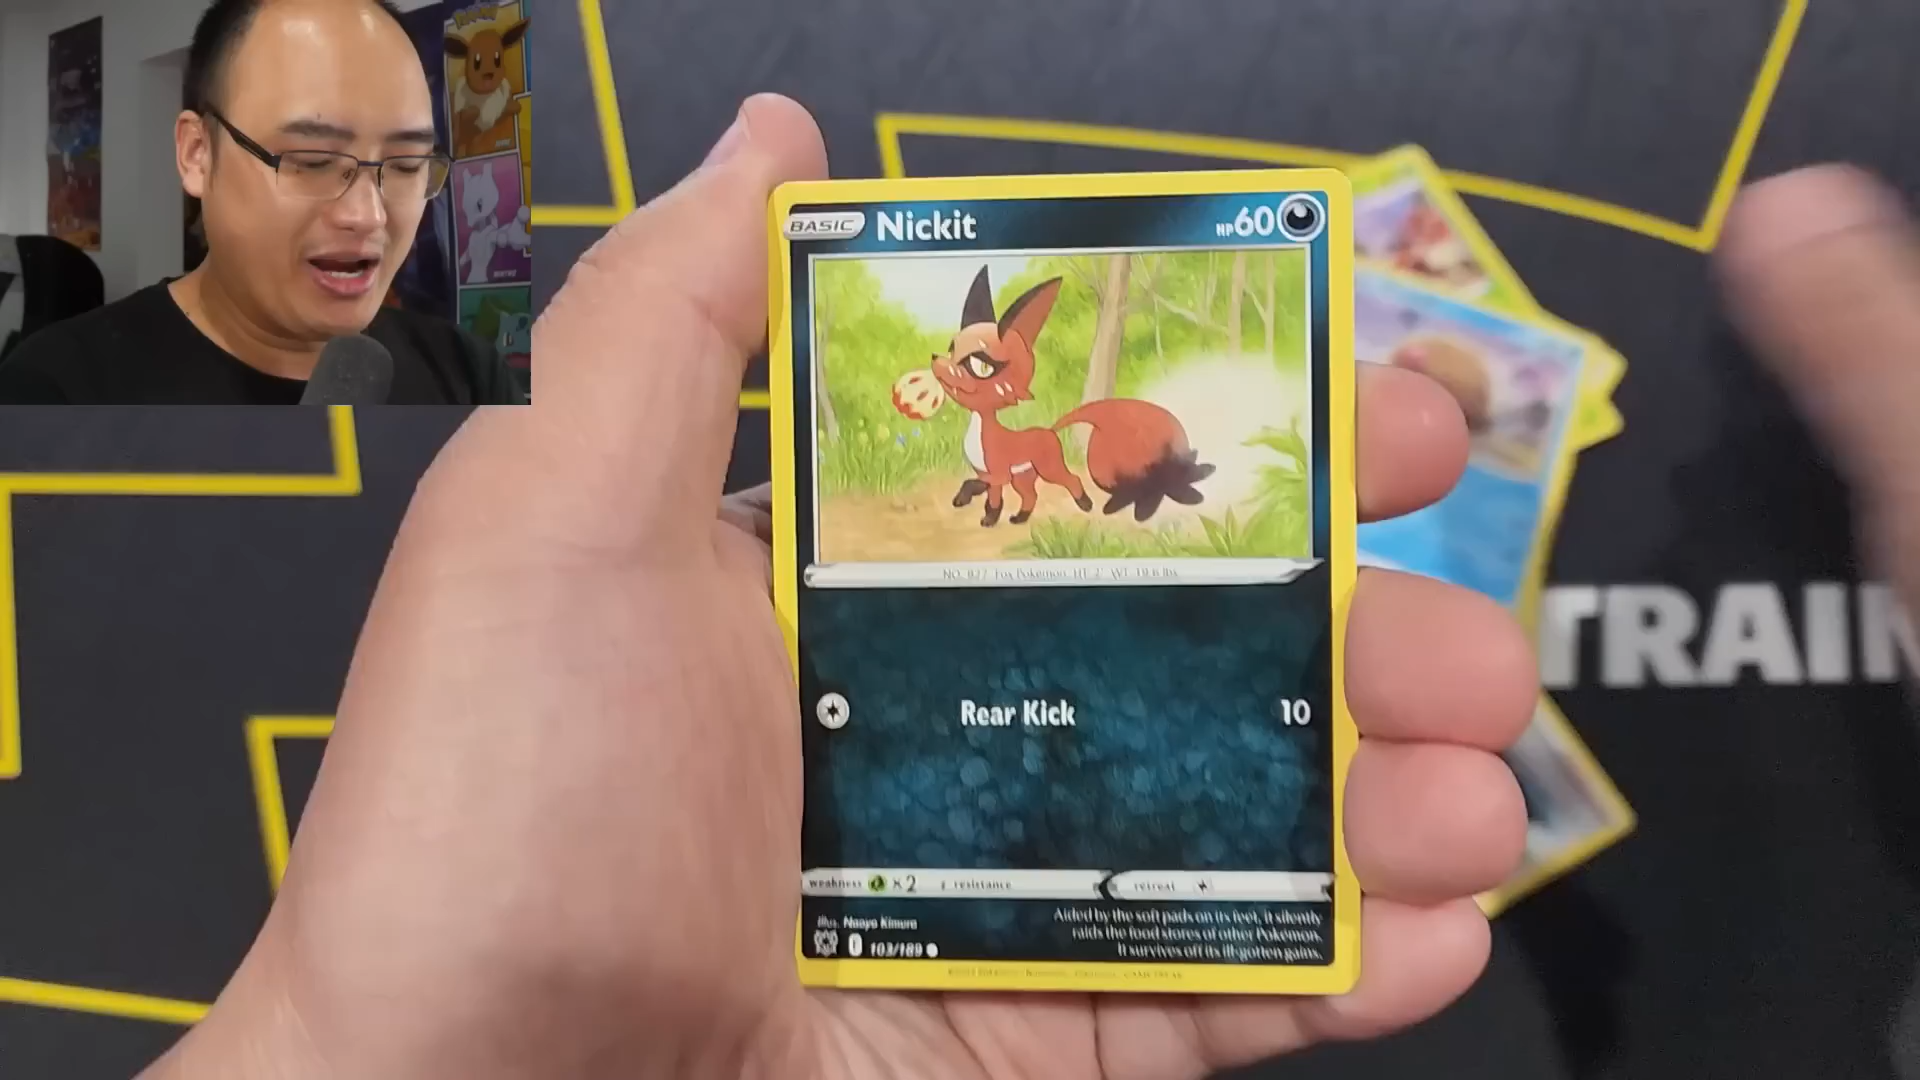 BASIC Nickit HP60
NO. 827 Fox Pokémon HT: 2' WT: 19.6 lbs.
Rear Kick 10
weakness ×2 resistance retreat
Illus. Naoyo Kimura
103/189
Aided by the soft pads on its feet, it silently
raids the food stores of other Pokémon.
It survives off its ill-gotten gains.
TRAIN